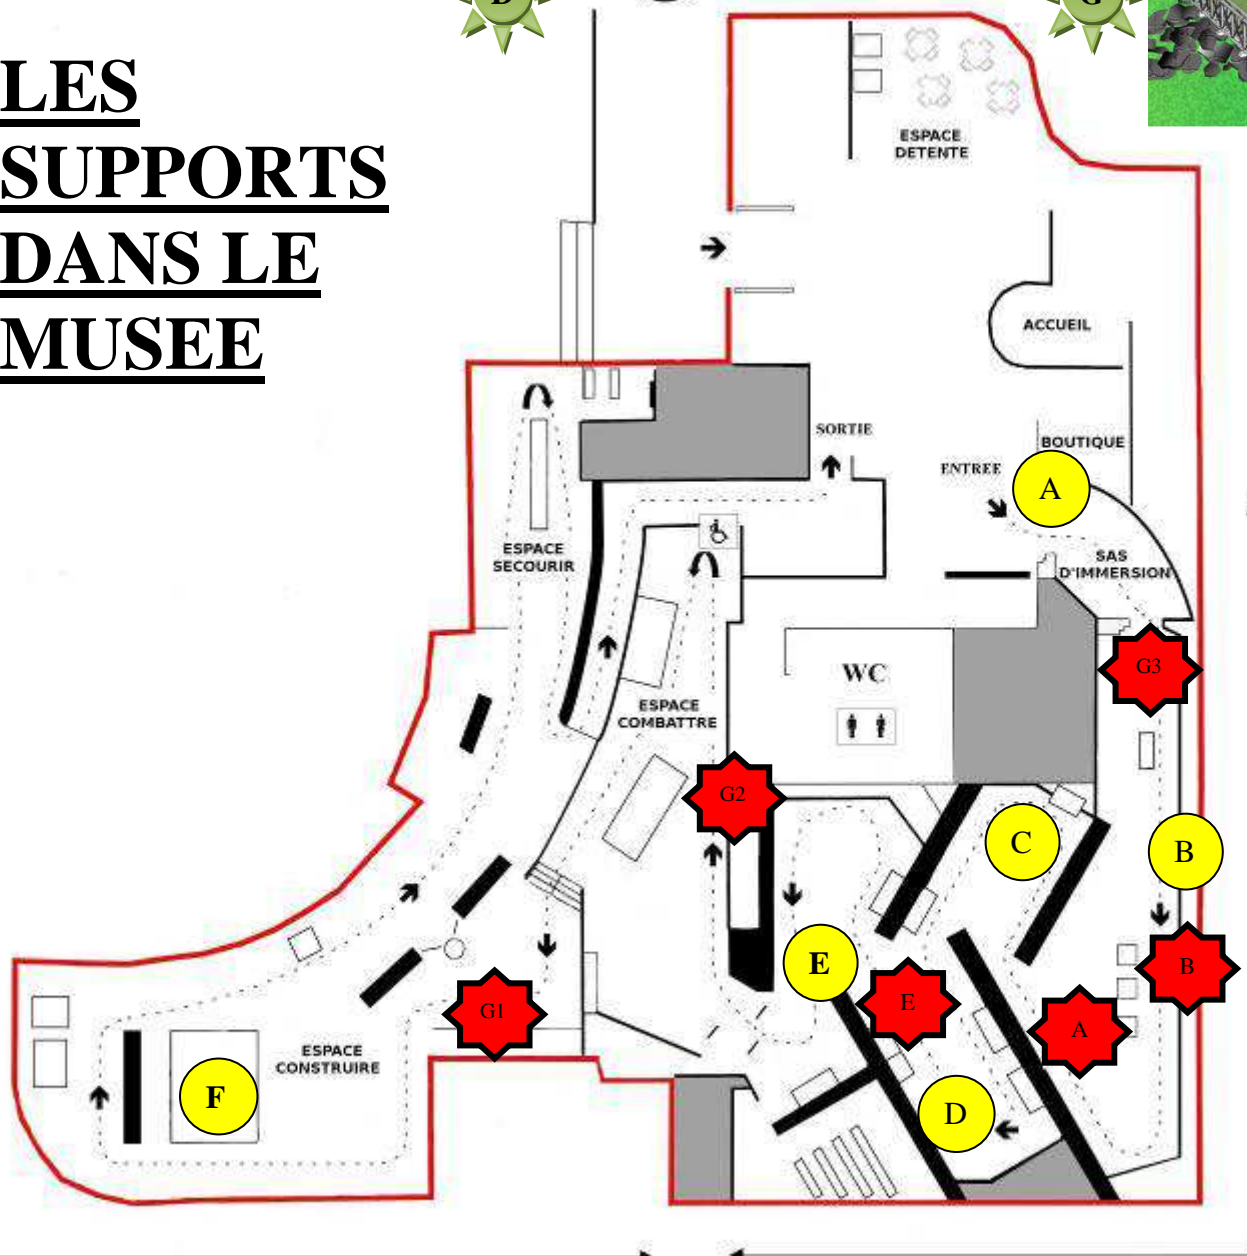 D
G
LES
SUPPORTS
DANS LE
MUSEE
ESPACE
DETENTE
ACCUEIL
SORTIE
BOUTIQUE
ENTREE
A
ESPACE
SECOURIR
SAS
D'IMMERSION
G3
WC
ESPACE
COMBATTRE
G2
C
B
E
B
E
G1
A
ESPACE
CONSTRUIRE
F
D